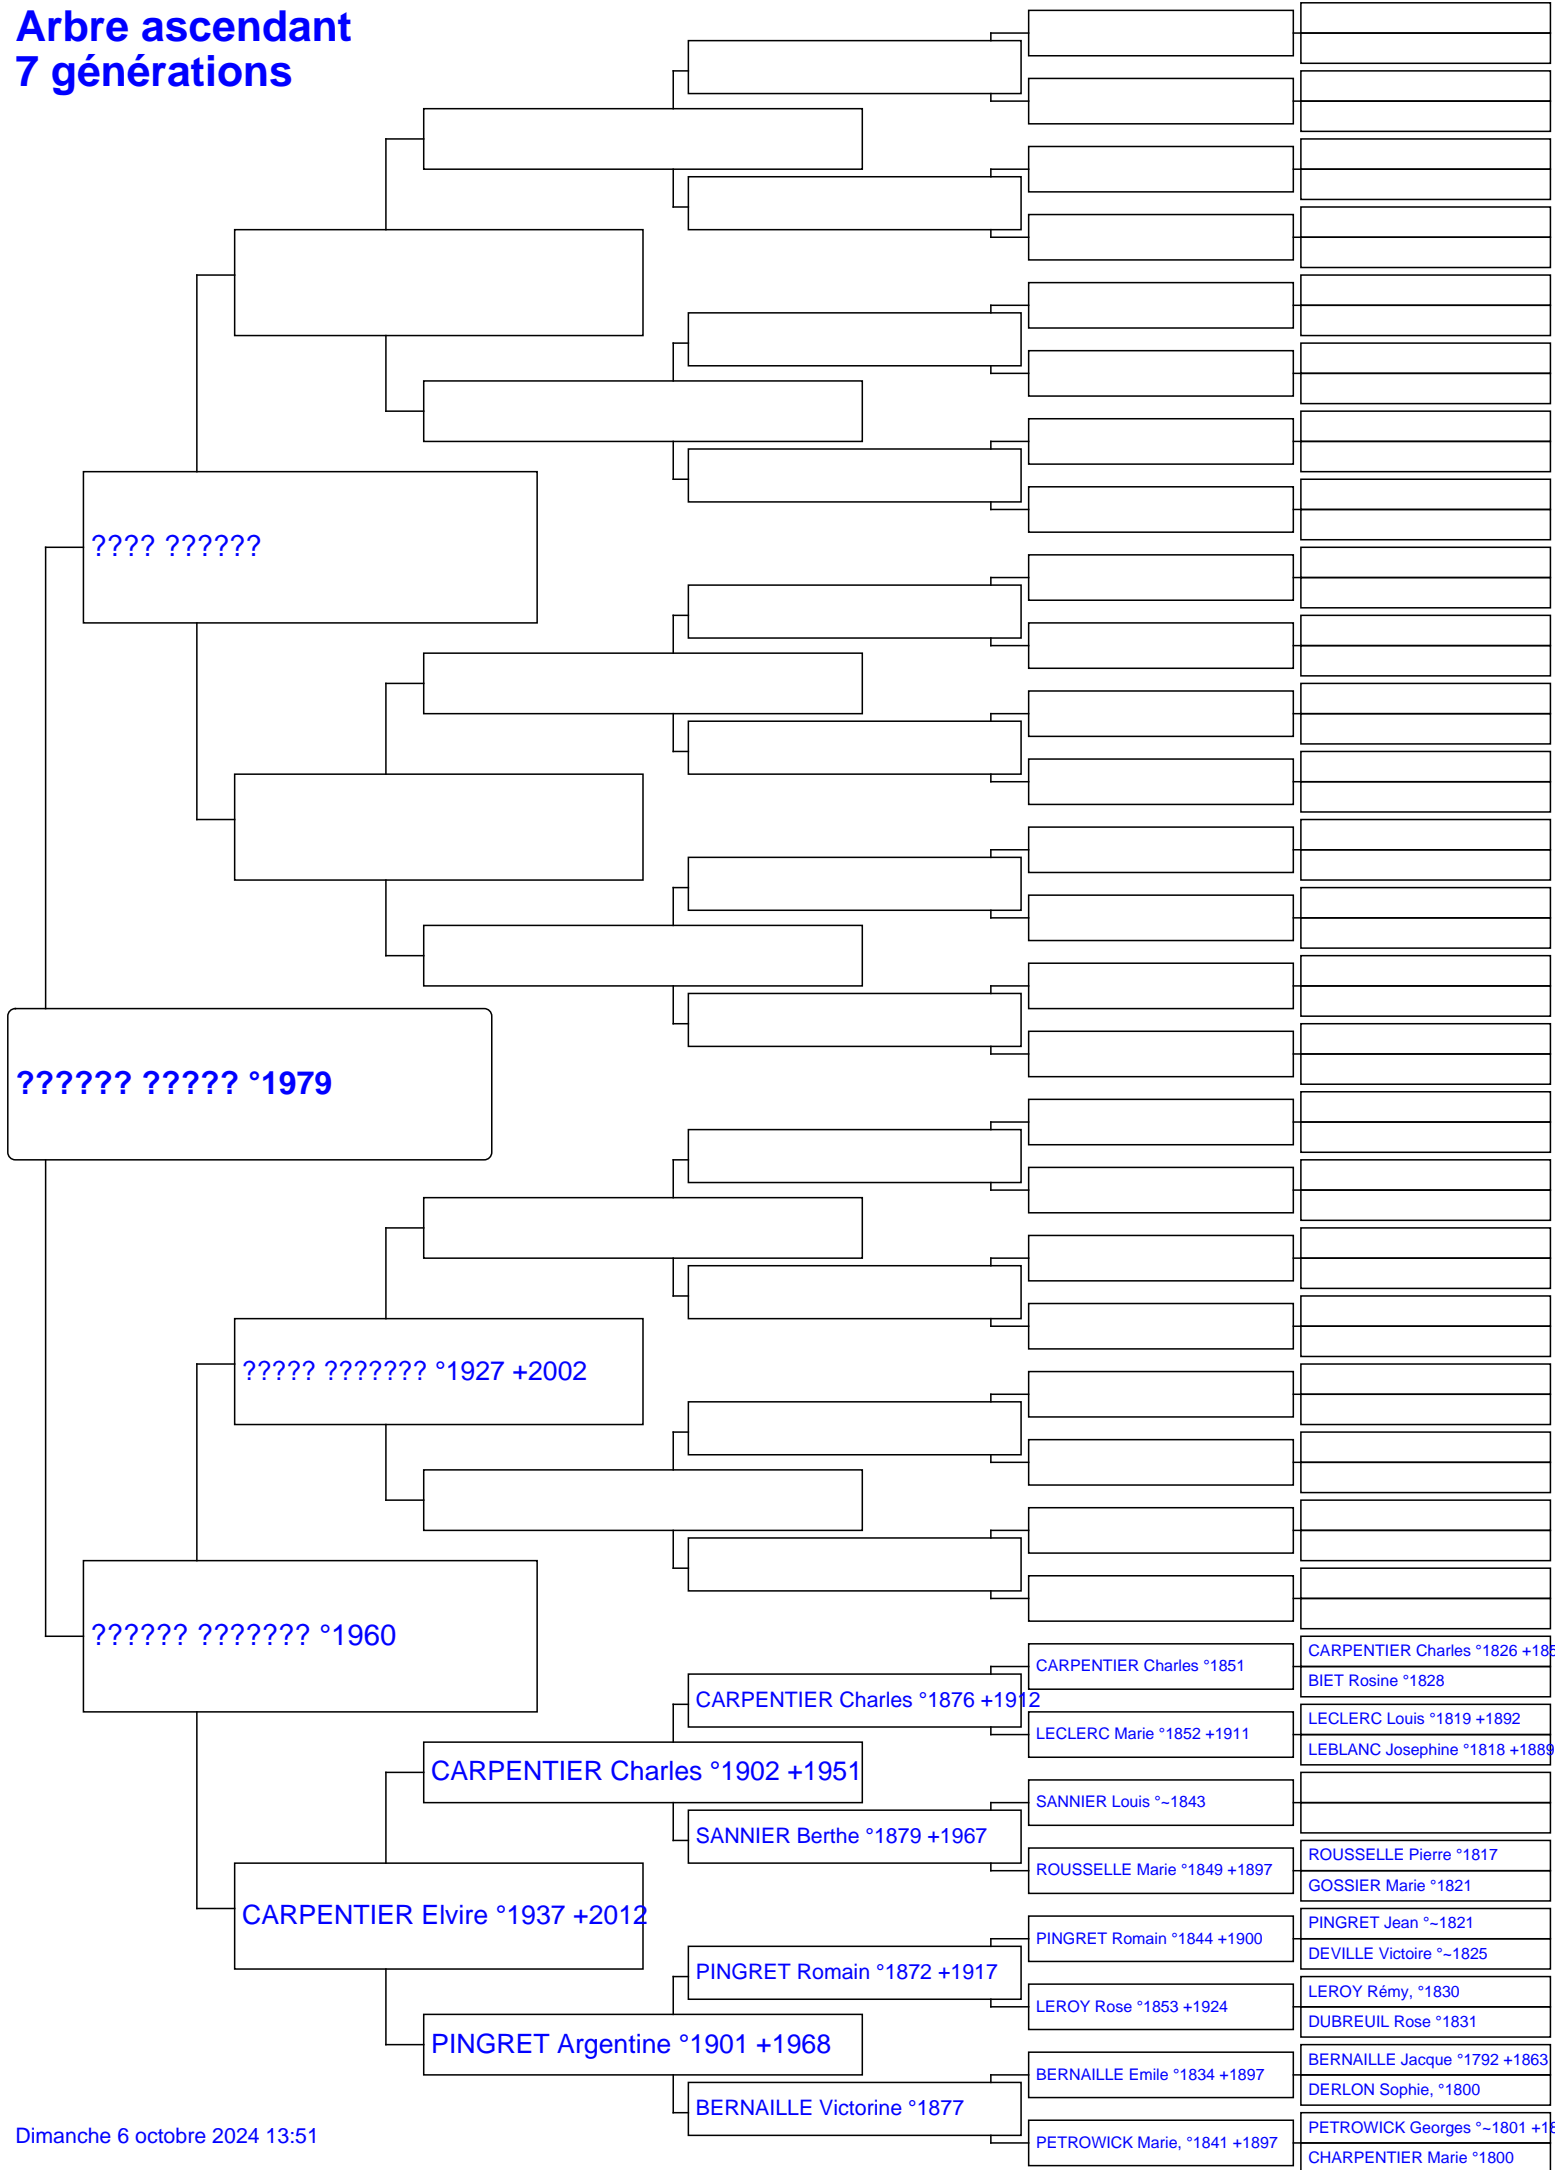 Arbre ascendant
7 générations
???? ??????
?????? ????? °1979
????? ??????? °1927 +2002
?????? ??????? °1960
CARPENTIER Charles °1826 +185
CARPENTIER Charles °1851
BIET Rosine °1828
CARPENTIER Charles °1876 +1912
LECLERC Louis °1819 +1892
LECLERC Marie °1852 +1911
LEBLANC Josephine °1818 +1889
CARPENTIER Charles °1902 +1951
SANNIER Louis °~1843
SANNIER Berthe °1879 +1967
ROUSSELLE Pierre °1817
ROUSSELLE Marie °1849 +1897
GOSSIER Marie °1821
CARPENTIER Elvire °1937 +2012
PINGRET Jean °~1821
PINGRET Romain °1844 +1900
DEVILLE Victoire °~1825
PINGRET Romain °1872 +1917
LEROY Rémy, °1830
LEROY Rose °1853 +1924
DUBREUIL Rose °1831
PINGRET Argentine °1901 +1968
BERNAILLE Jacque °1792 +1863
BERNAILLE Emile °1834 +1897
DERLON Sophie, °1800
BERNAILLE Victorine °1877
PETROWICK Georges °~1801 +18
PETROWICK Marie, °1841 +1897
CHARPENTIER Marie °1800
Dimanche 6 octobre 2024 13:51